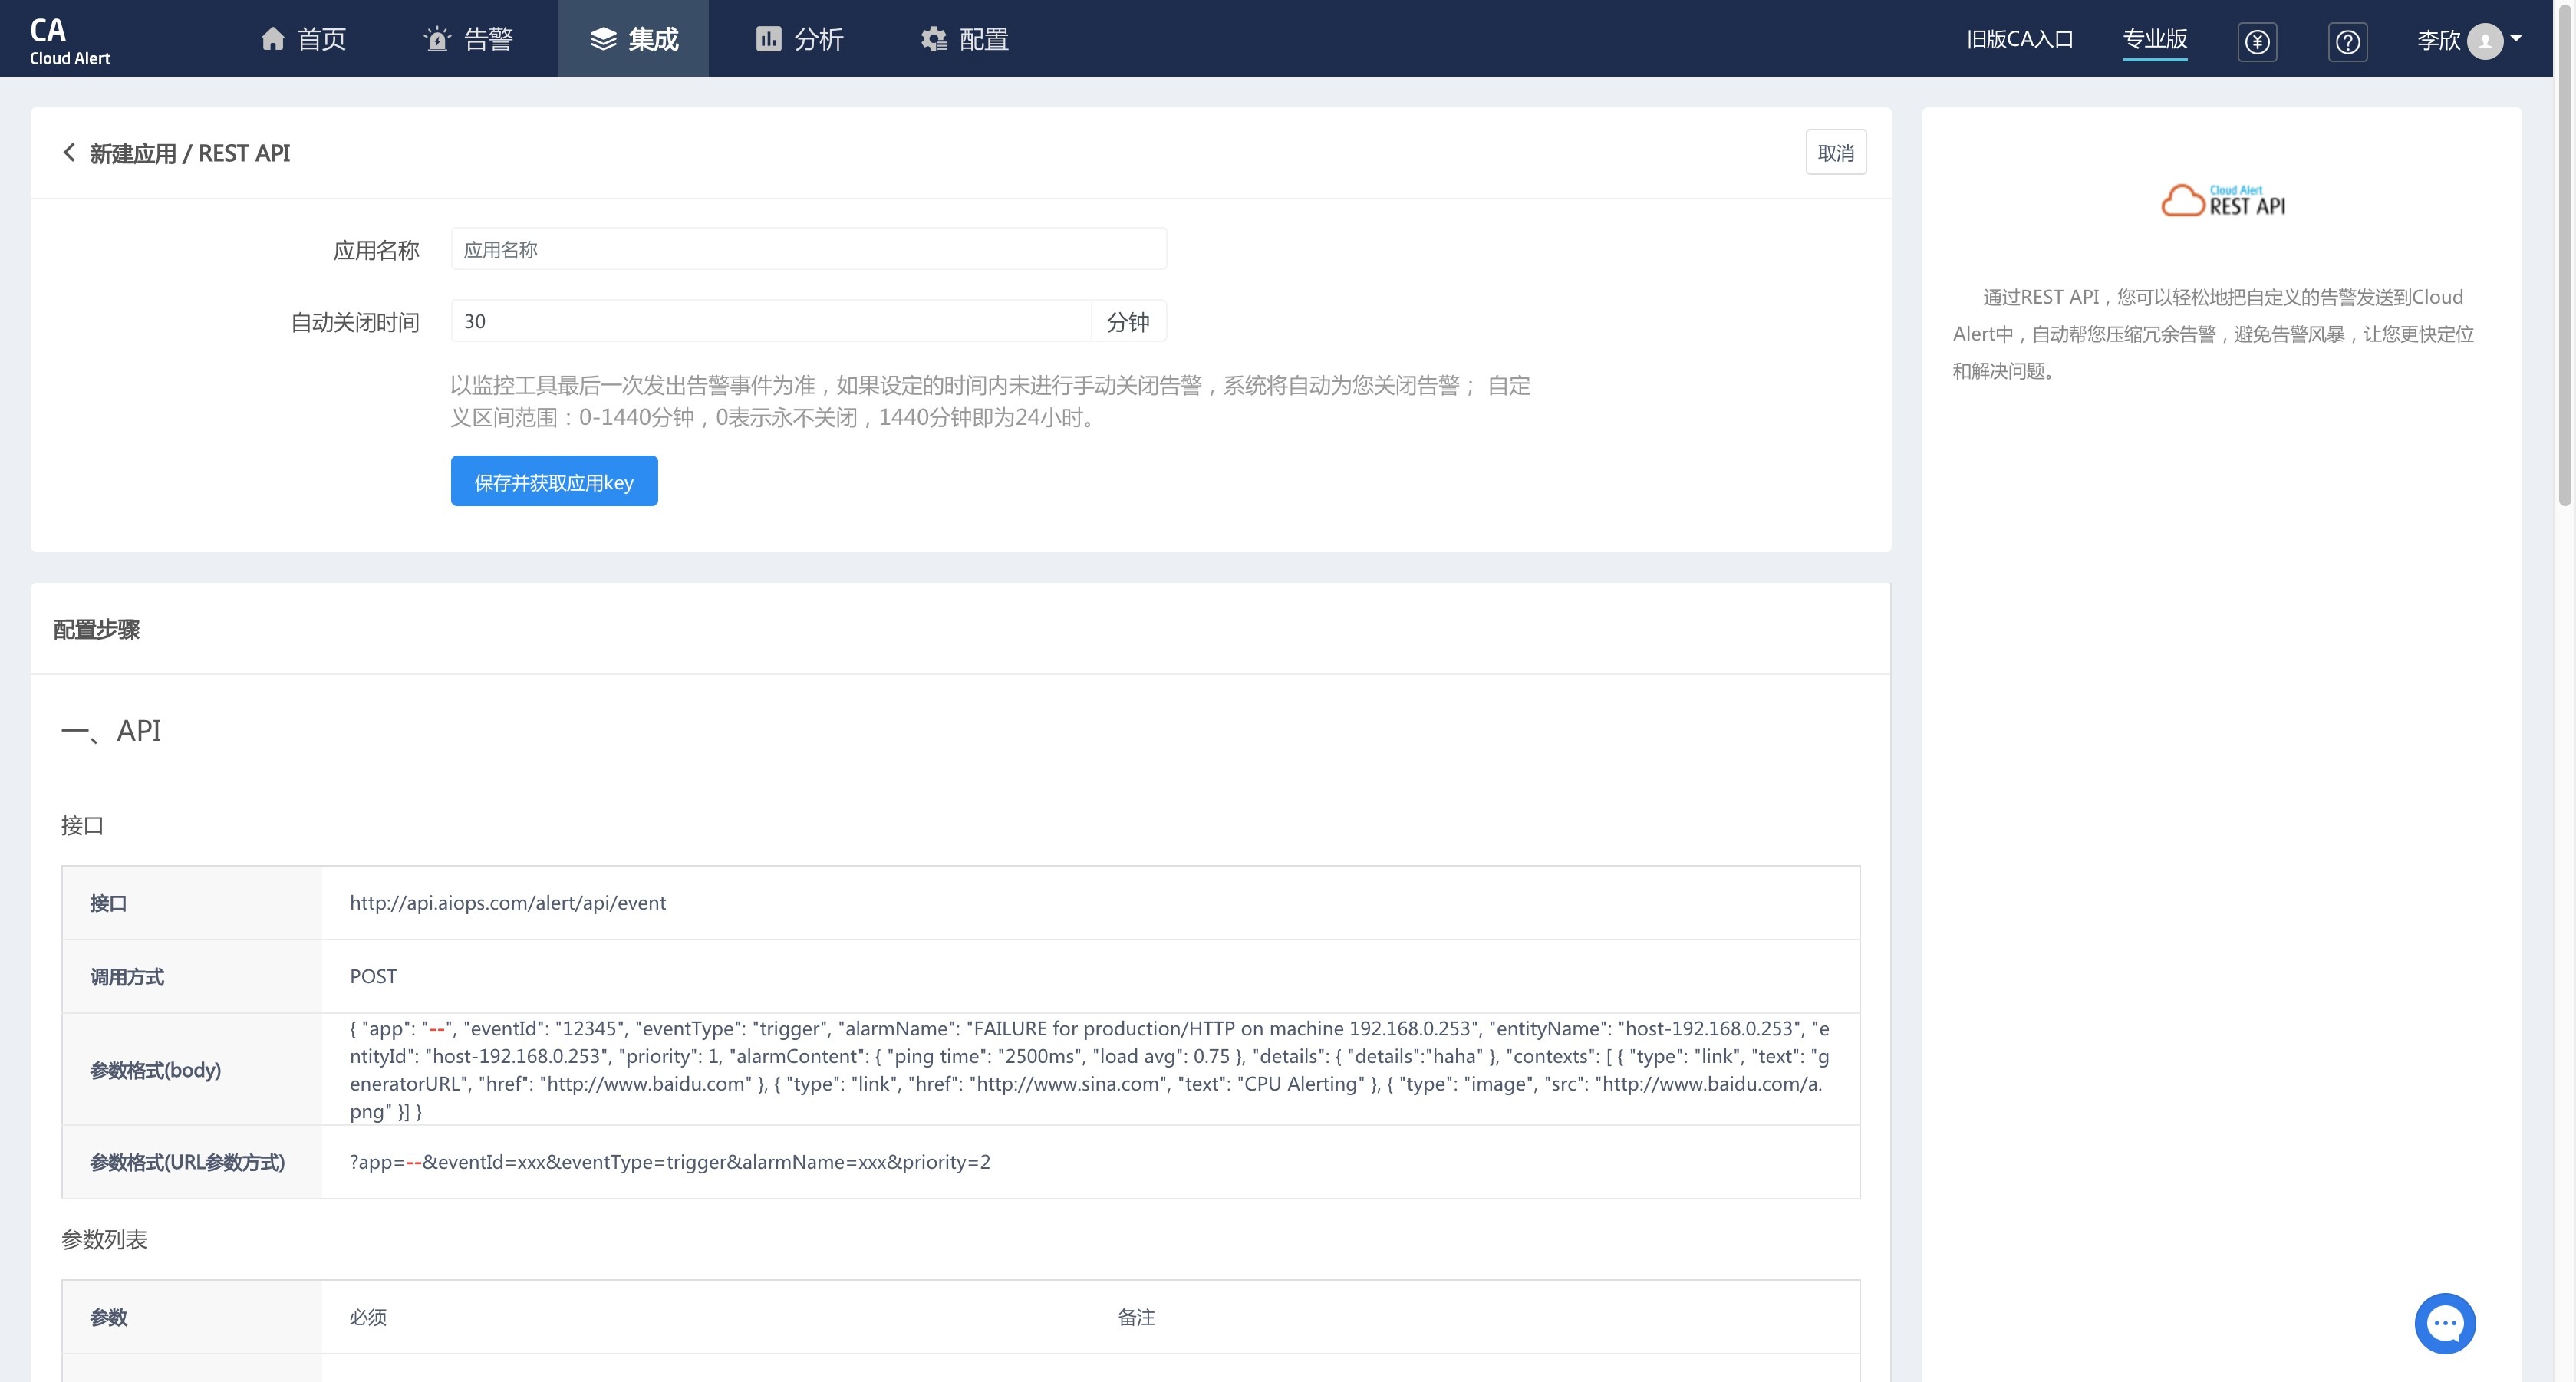 CA
Cloud Alert
首页
告警
集成
分析
配置
旧版CA入口
专业版
李欣
新建应用 / REST API
取消
应用名称
应用名称
自动关闭时间
30
分钟
以监控工具最后一次发出告警事件为准，如果设定的时间内未进行手动关闭告警，系统将自动为您关闭告警； 自定
义区间范围：0-1440分钟，0表示永不关闭，1440分钟即为24小时。
保存并获取应用key
Cloud Alert
REST API
通过REST API，您可以轻松地把自定义的告警发送到Cloud
Alert中，自动帮您压缩冗余告警，避免告警风暴，让您更快定位
和解决问题。
配置步骤
一、API
接口
接口
http://api.aiops.com/alert/api/event
调用方式
POST
参数格式(body)
{ "app": "--", "eventId": "12345", "eventType": "trigger", "alarmName": "FAILURE for production/HTTP on machine 192.168.0.253", "entityName": "host-192.168.0.253", "e
ntityId": "host-192.168.0.253", "priority": 1, "alarmContent": { "ping time": "2500ms", "load avg": 0.75 }, "details": { "details":"haha" }, "contexts": [ { "type": "link", "text": "g
eneratorURL", "href": "http://www.baidu.com" }, { "type": "link", "href": "http://www.sina.com", "text": "CPU Alerting" }, { "type": "image", "src": "http://www.baidu.com/a.
png" }] }
参数格式(URL参数方式)
?app=--&eventId=xxx&eventType=trigger&alarmName=xxx&priority=2
参数列表
参数
必须
备注